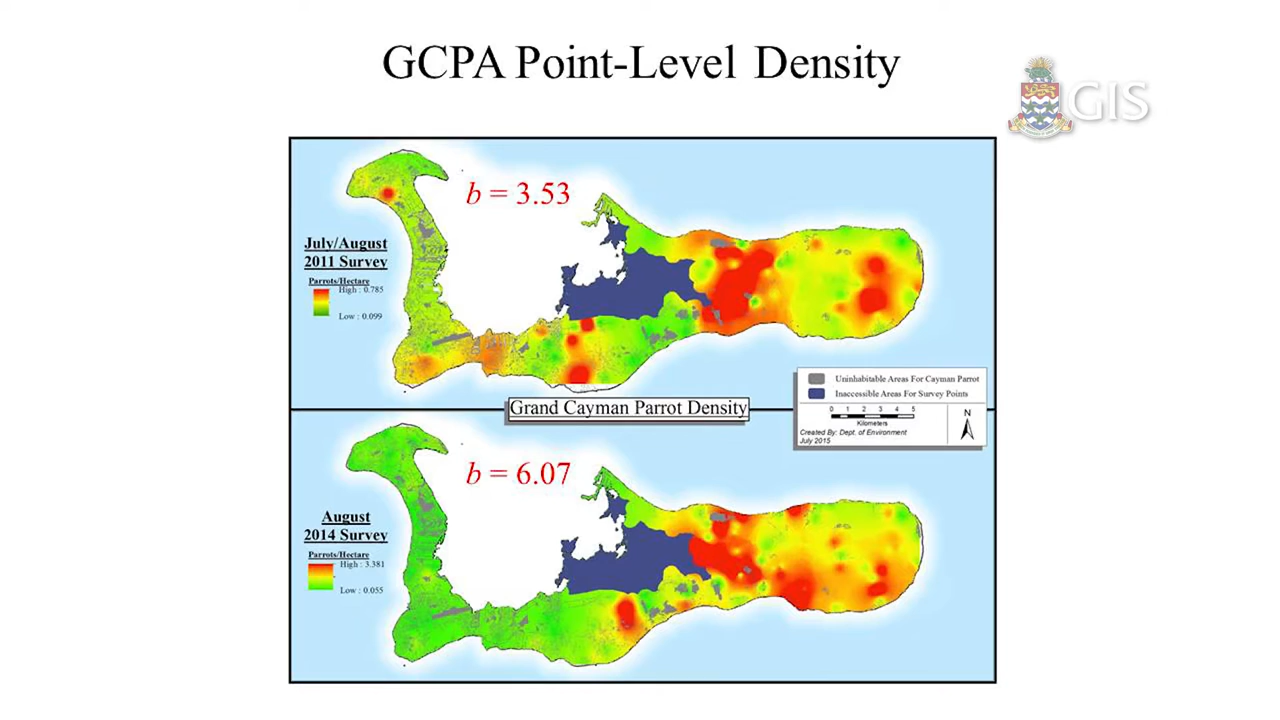 GCPA Point-Level Density
GIS
b = 3.53
July/August
2011 Survey
Parrots/Hectare
High : 0.785
Low : 0.099
Uninhabitable Areas For Cayman Parrot
Inaccessible Areas For Survey Points
0 1 2 3 4 5
Kilometers
N
Created By: Dept. of Environment
July 2015
Grand Cayman Parrot Density
b = 6.07
August
2014 Survey
Parrots/Hectare
High : 3.381
Low : 0.055